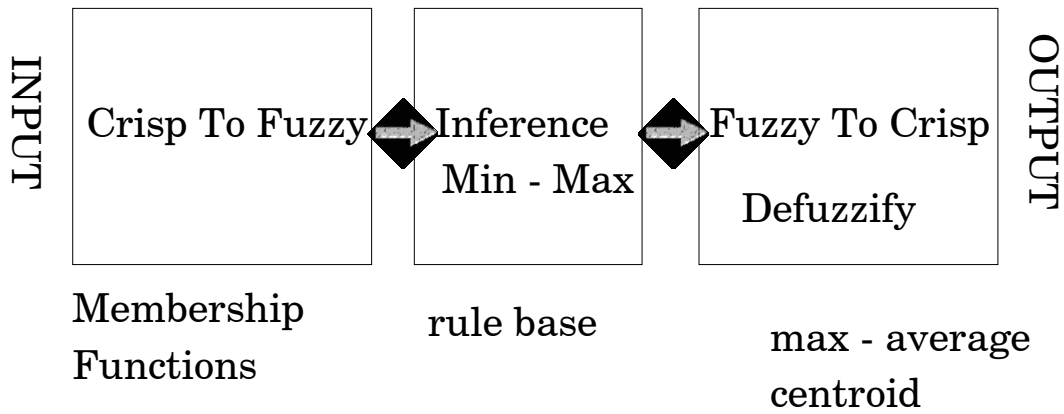 INPUT
Crisp To Fuzzy
Inference
Min - Max
Fuzzy To Crisp
Defuzzify
OUTPUT
Membership
Functions
rule base
max - average
centroid